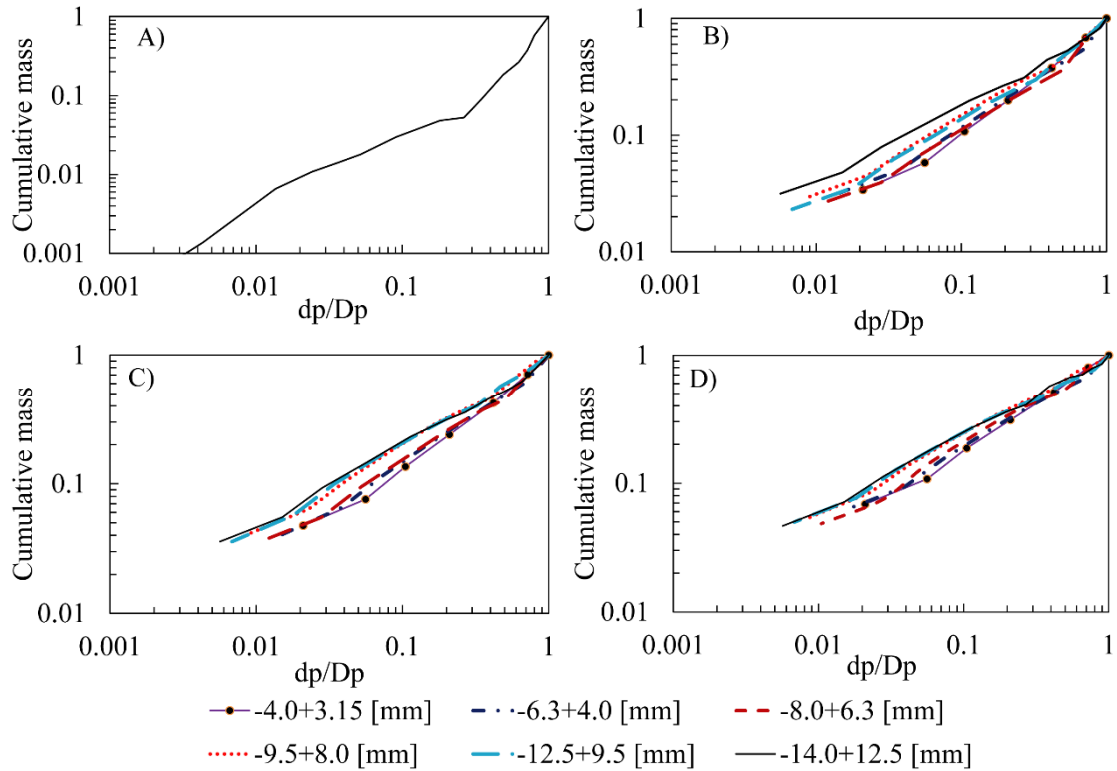 A)
Cumulative mass
1
0.1
0.01
0.001
0.001 0.01 0.1 1
dp/Dp
B)
Cumulative mass
1
0.1
0.01
0.001 0.01 0.1 1
dp/Dp
C)
Cumulative mass
1
0.1
0.01
0.001 0.01 0.1 1
dp/Dp
D)
Cumulative mass
1
0.1
0.01
0.001 0.01 0.1 1
dp/Dp
-4.0+3.15 [mm] -6.3+4.0 [mm] -8.0+6.3 [mm]
-9.5+8.0 [mm] -12.5+9.5 [mm] -14.0+12.5 [mm]